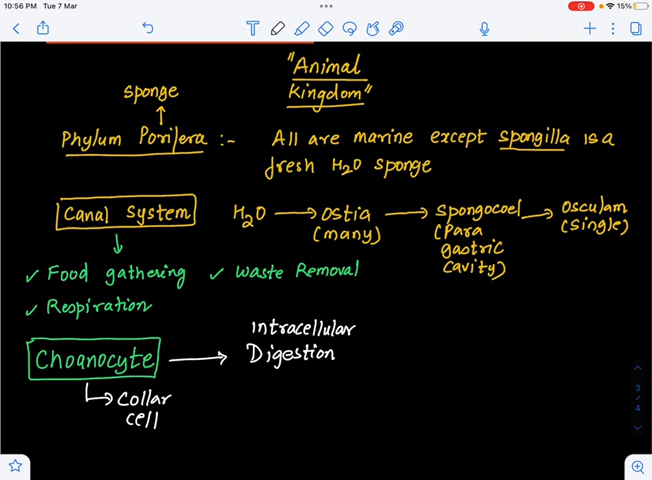 10:56 PM Tue 7 Mar
15%
"Animal
Kingdom"
sponge
Phylum Porifera :- All are marine except spongilla is a
fresh H2O sponge
Canal System
H2O → Ostia → Spongocoel → Osculam
(many) (Para (single)
gastric
cavity)
✓ Food gathering ✓ Waste Removal
✓ Respiration
Intracellular
Choanocyte → Digestion
↳ Collar
cell
3
/
4